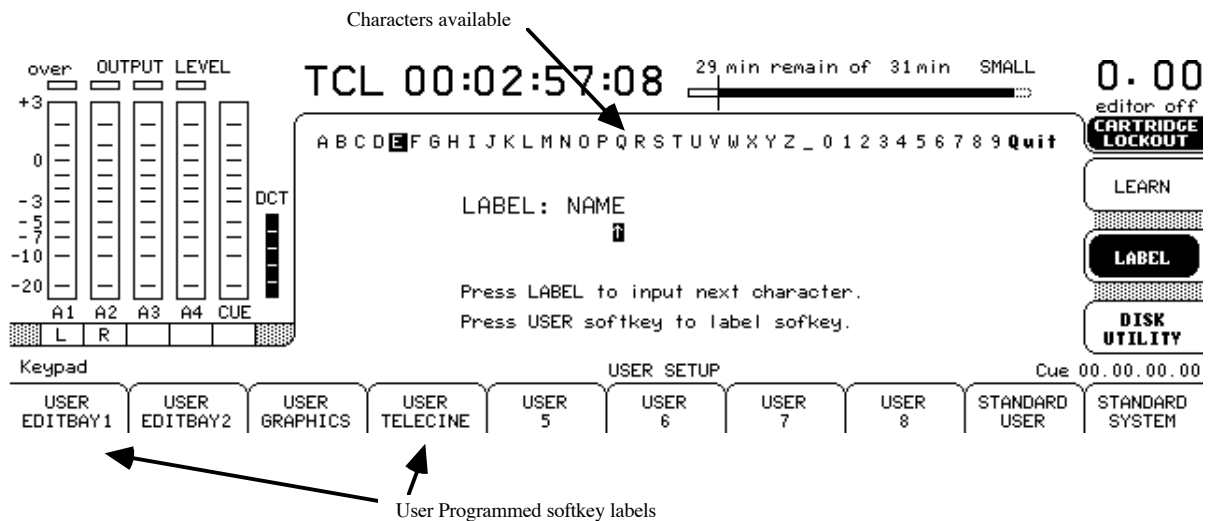 Characters available
over OUTPUT LEVEL
TCL 00:02:57:08
29 min remain of 31min SMALL
0.00
editor off
+3
0
-3
-5
-7
-10
-20
DCT
A1 A2 A3 A4 CUE
L R
A B C D E F G H I J K L M N O P Q R S T U V W X Y Z _ 0 1 2 3 4 5 6 7 8 9 Quit
LABEL: NAME
↑
Press LABEL to input next character.
Press USER softkey to label sofkey.
CARTRIDGE
LOCKOUT
LEARN
LABEL
DISK
UTILITY
Keypad USER SETUP Cue 00.00.00.00
USER EDITBAY1
USER EDITBAY2
USER GRAPHICS
USER TELECINE
USER 5
USER 6
USER 7
USER 8
STANDARD USER
STANDARD SYSTEM
User Programmed softkey labels